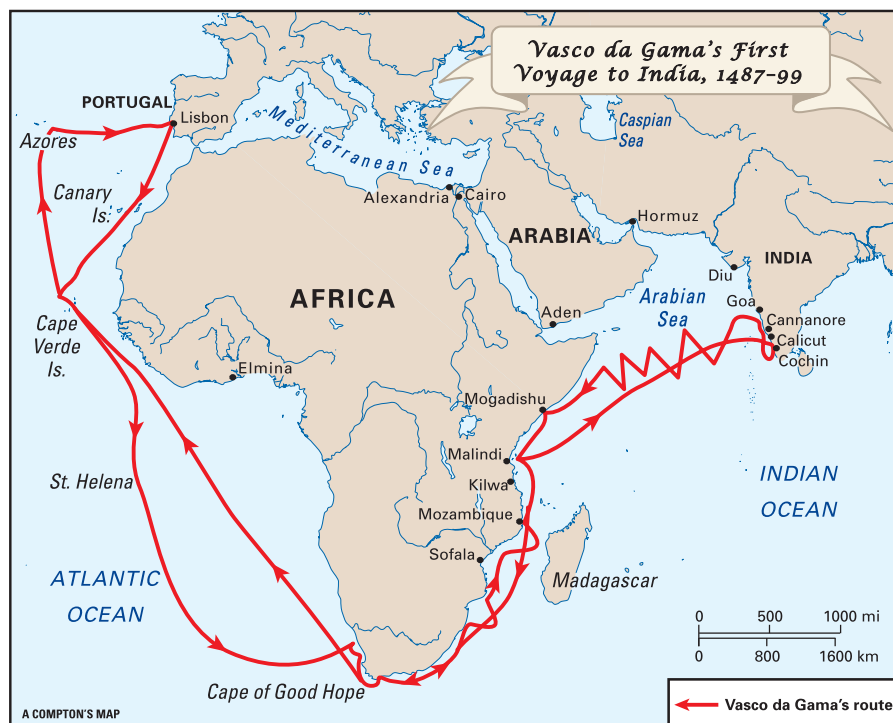 Vasco da Gama's First
Voyage to India, 1487-99
PORTUGAL
Lisbon
Azores
Mediterranean Sea
Caspian
Sea
Canary
Is.
Alexandria
Cairo
Hormuz
ARABIA
INDIA
Diu
AFRICA
Arabian
Sea
Goa
Aden
Cannanore
Calicut
Cochin
Cape
Verde
Is.
Elmina
Mogadishu
Malindi
St. Helena
Kilwa
INDIAN
OCEAN
Mozambique
Sofala
Madagascar
ATLANTIC
OCEAN
0 500 1000 mi
0 800 1600 km
Cape of Good Hope
Vasco da Gama's route
A COMPTON'S MAP